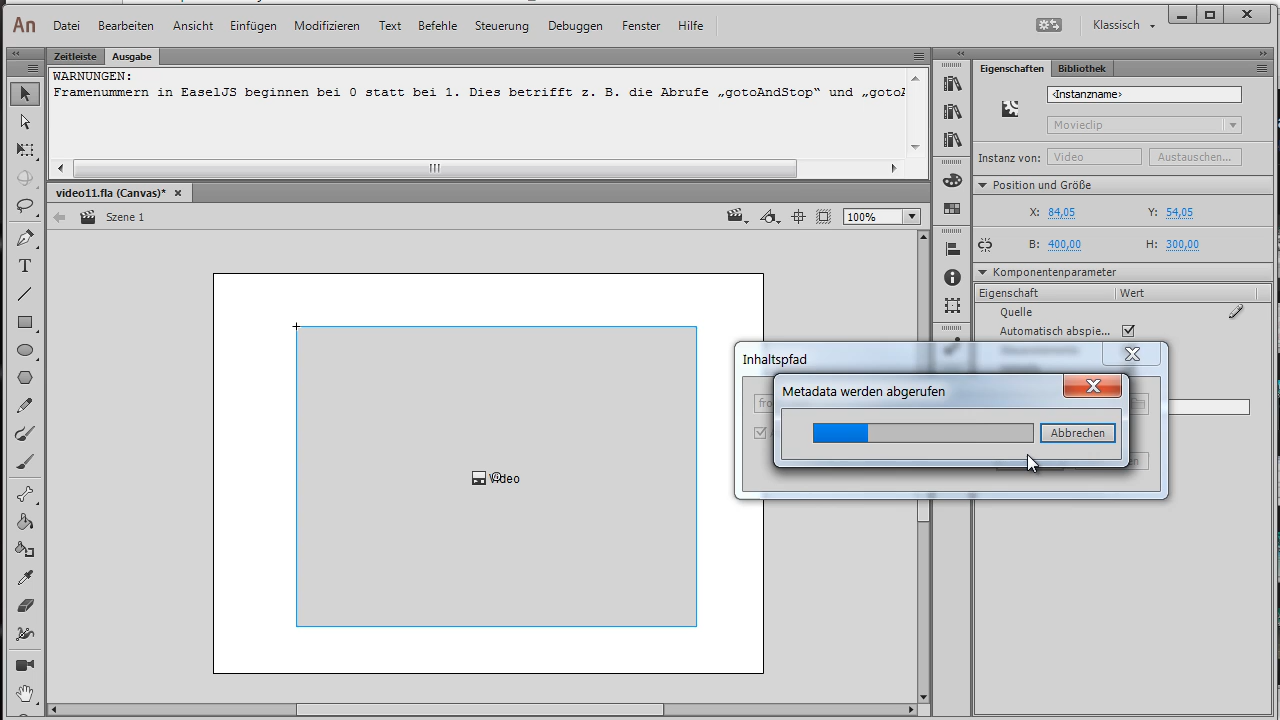 An Datei Bearbeiten Ansicht Einfügen Modifizieren Text Befehle Steuerung Debuggen Fenster Hilfe Klassisch
Zeitleiste Ausgabe
WARNUNGEN:
Framenummern in EaselJS beginnen bei 0 statt bei 1. Dies betrifft z. B. die Abrufe „gotoAndStop“ und „gotoA
video11.fla (Canvas)*
Szene 1
100%
Video
Eigenschaften Bibliothek
<Instanzname>
Movieclip
Instanz von: Video Austauschen...
Position und Größe
X: 84,05 Y: 54,05
B: 400,00 H: 300,00
Komponentenparameter
Eigenschaft Wert
Quelle
Automatisch abspie...
Inhaltspfad
Metadata werden abgerufen
Abbrechen